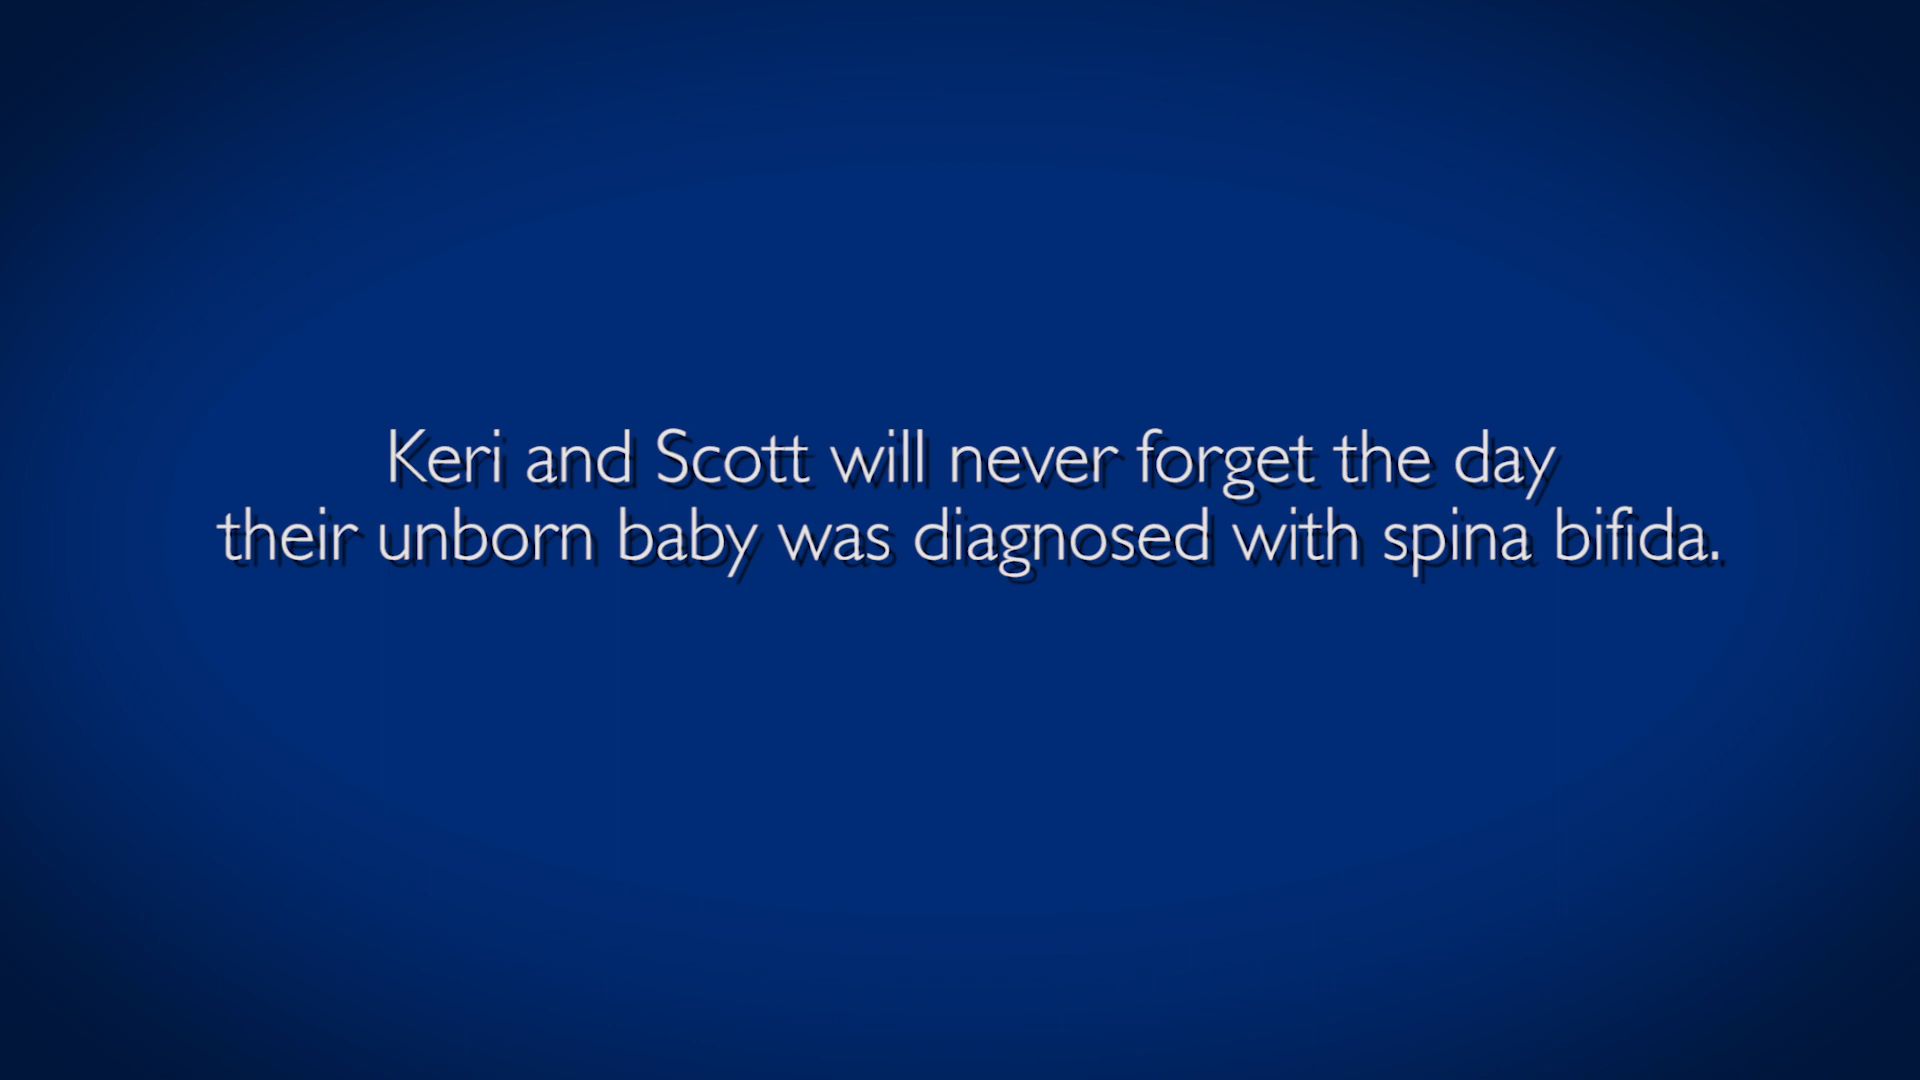 Keri and Scott will never forget the day
their unborn baby was diagnosed with spina bifida.